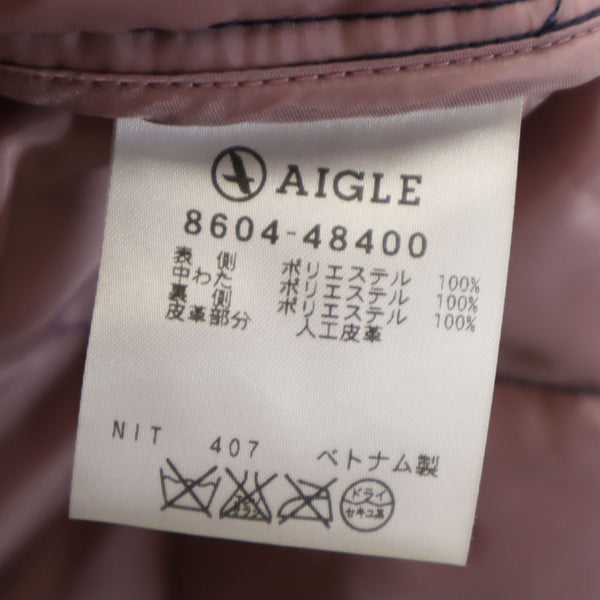 AIGLE
8604-48400
表側 ポリエステル 100%
中わた ポリエステル 100%
裏側 ポリエステル 100%
皮革部分 人工皮革
NIT 407 ベトナム製
ドライ
セキユ系